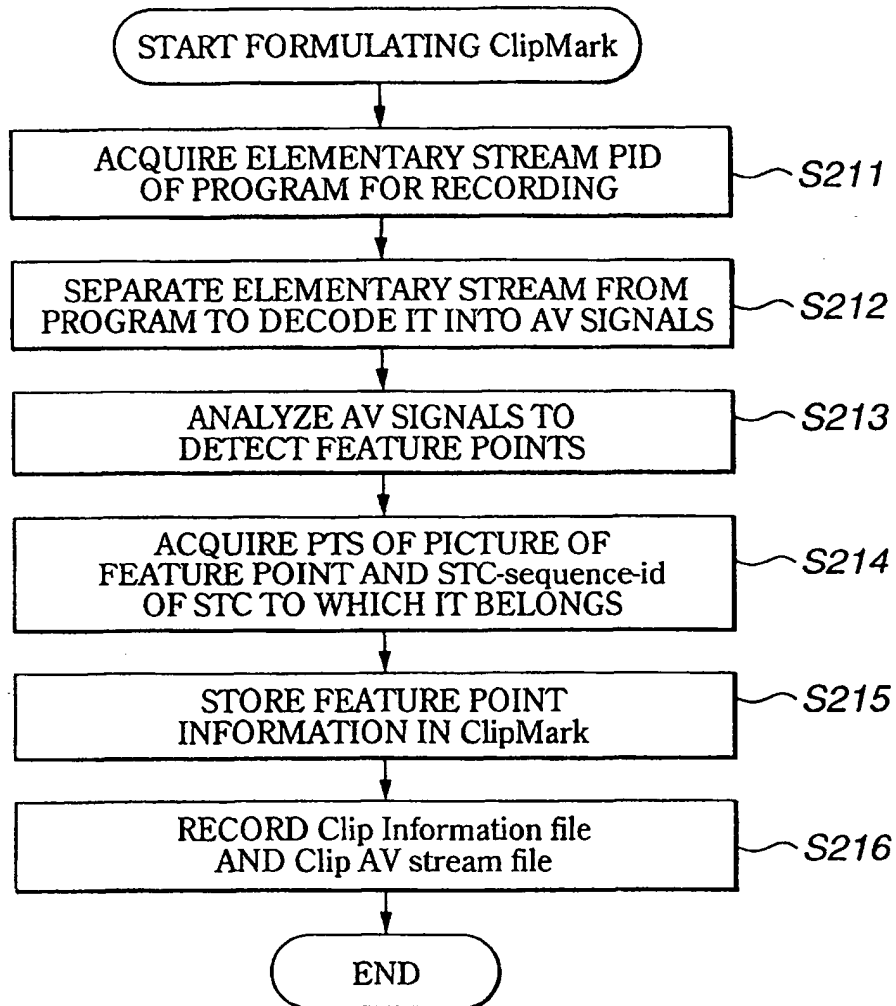 START FORMULATING ClipMark
ACQUIRE ELEMENTARY STREAM PID
OF PROGRAM FOR RECORDING
S211
SEPARATE ELEMENTARY STREAM FROM
PROGRAM TO DECODE IT INTO AV SIGNALS
S212
ANALYZE AV SIGNALS TO
DETECT FEATURE POINTS
S213
ACQUIRE PTS OF PICTURE OF
FEATURE POINT AND STC-sequence-id
OF STC TO WHICH IT BELONGS
S214
STORE FEATURE POINT
INFORMATION IN ClipMark
S215
RECORD Clip Information file
AND Clip AV stream file
S216
END